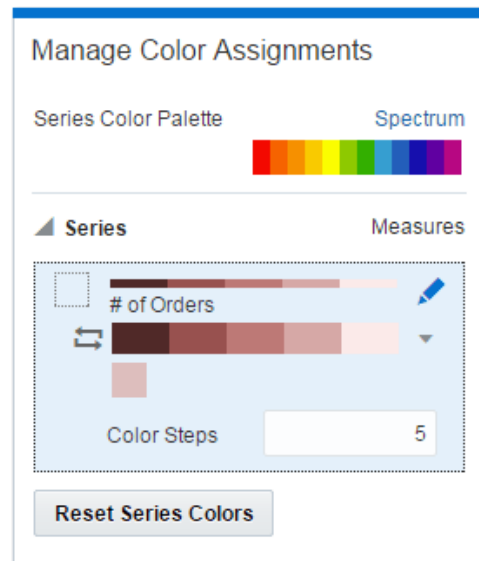 Manage Color Assignments
Series Color Palette Spectrum
Series Measures
# of Orders
Color Steps 5
Reset Series Colors